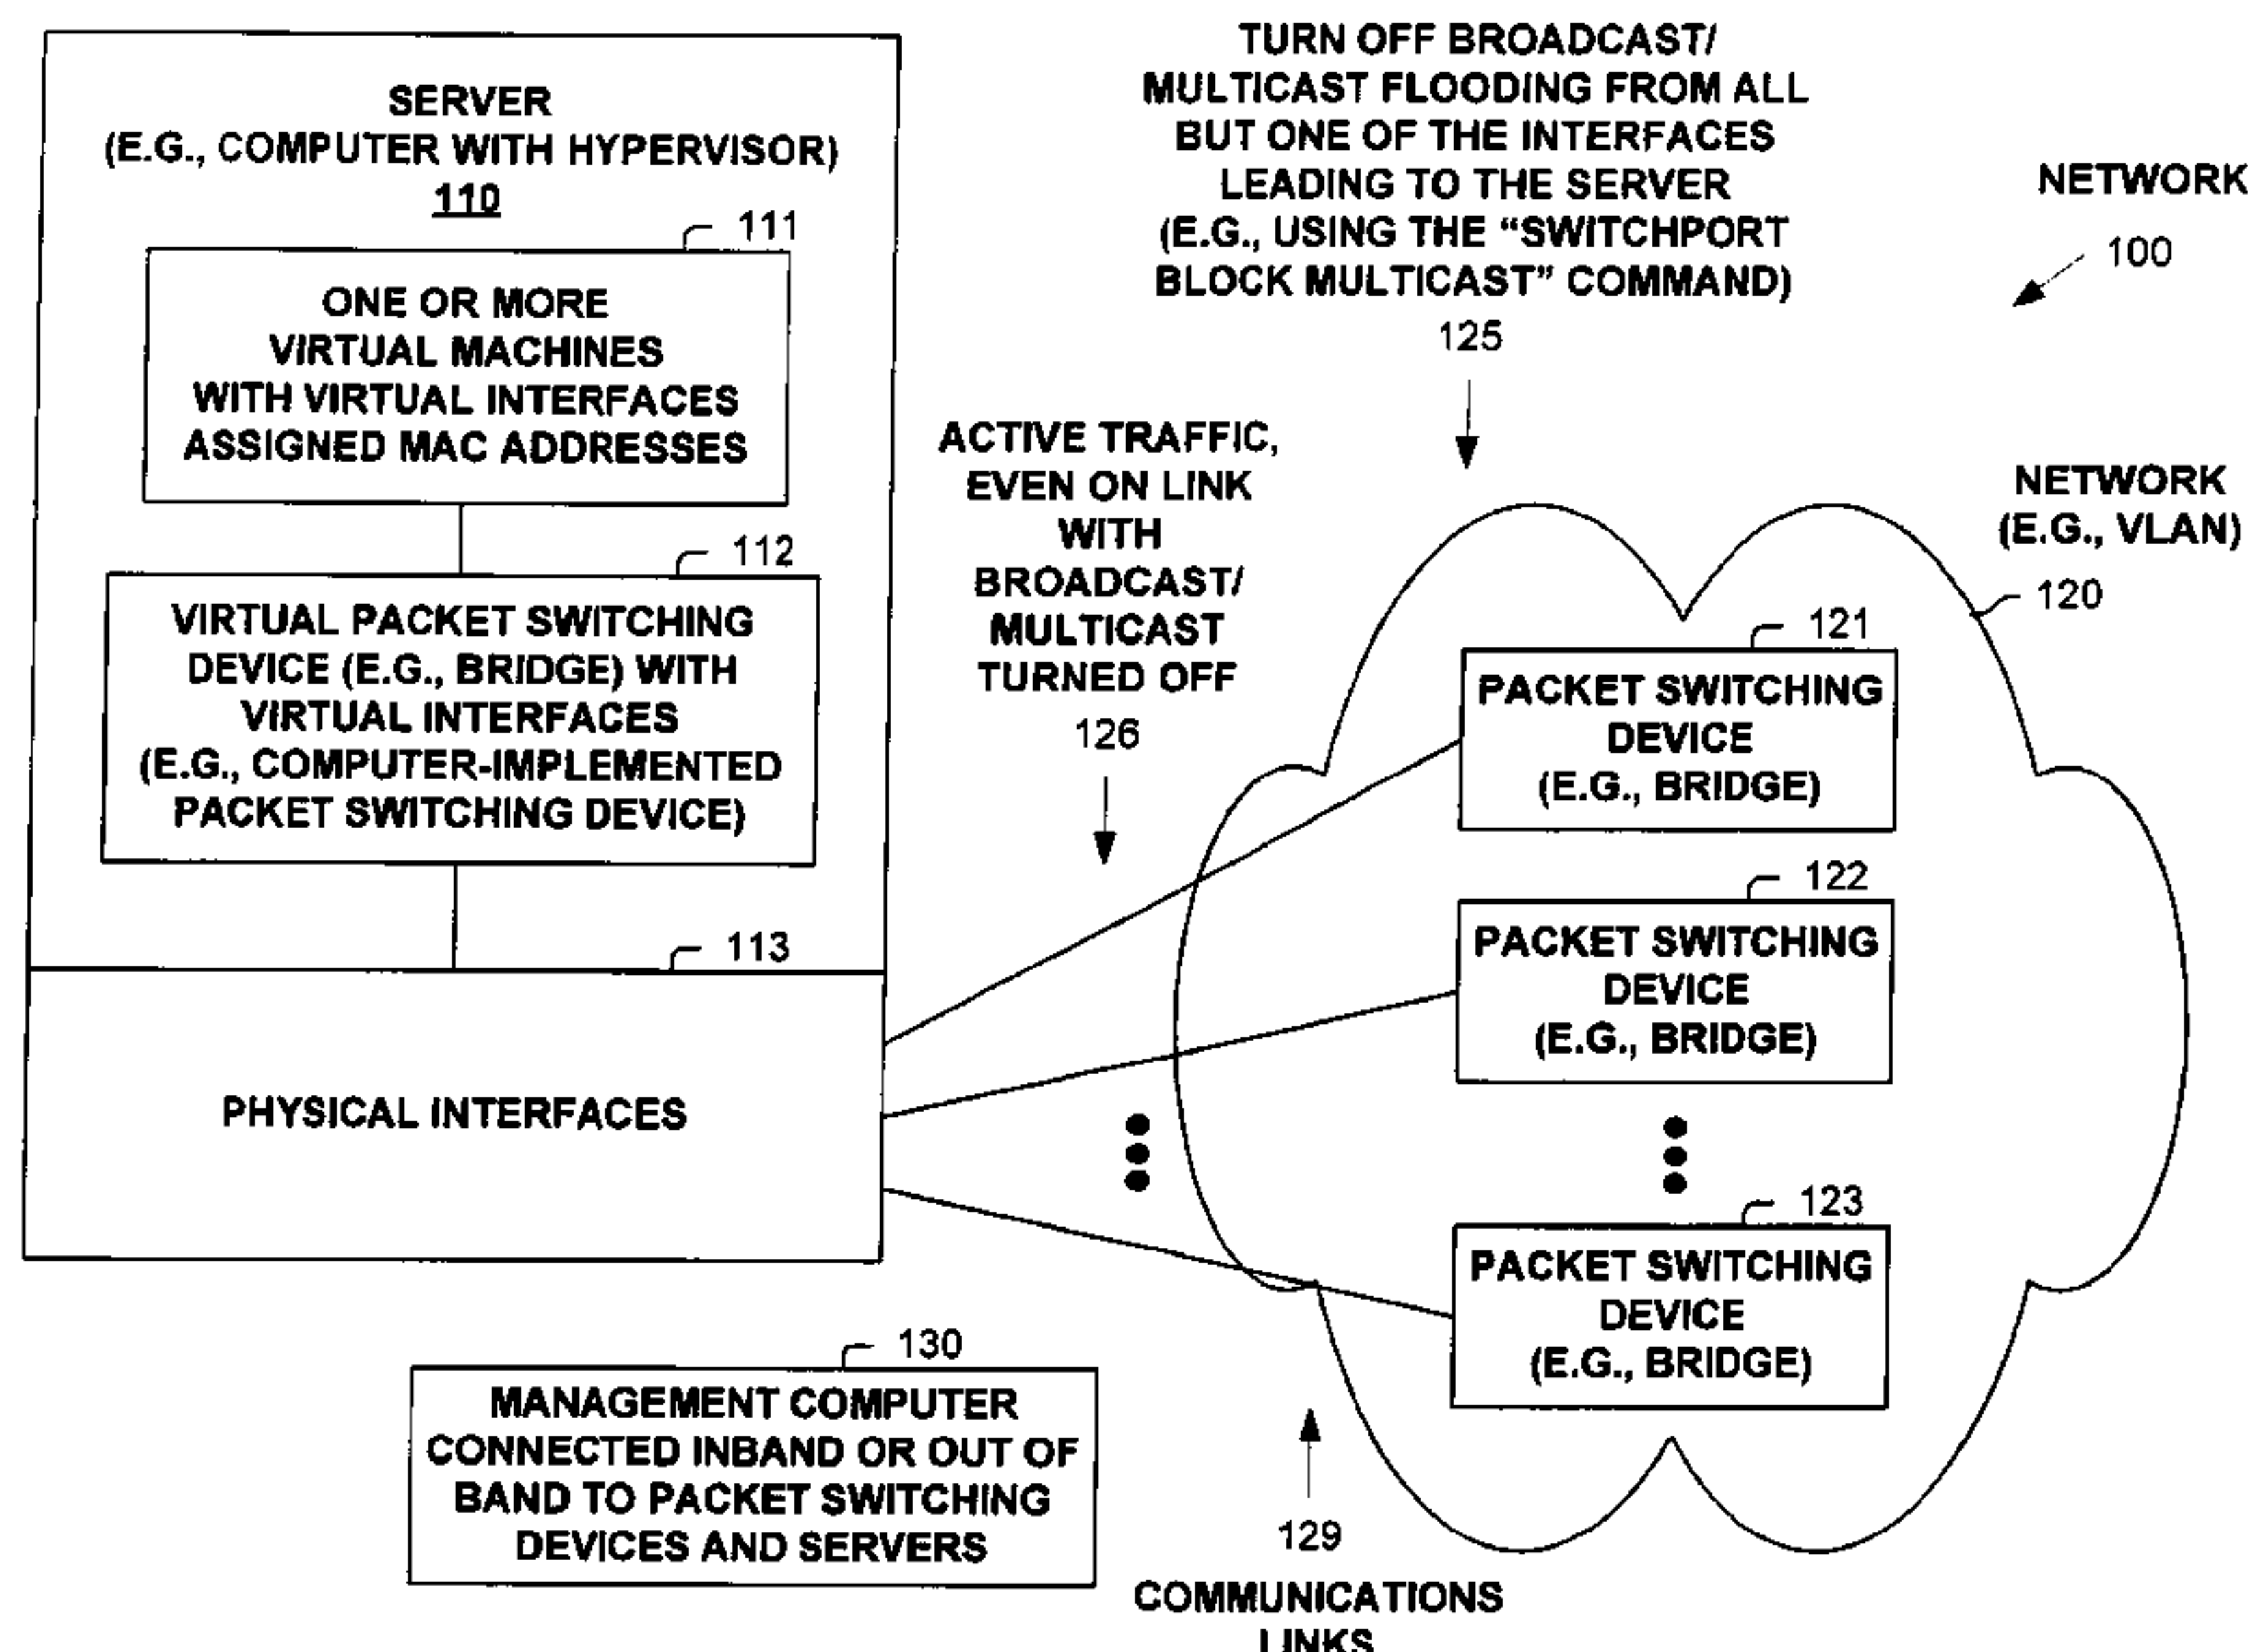 SERVER
(E.G., COMPUTER WITH HYPERVISOR)
110
111
ONE OR MORE
VIRTUAL MACHINES
WITH VIRTUAL INTERFACES
ASSIGNED MAC ADDRESSES
112
VIRTUAL PACKET SWITCHING
DEVICE (E.G., BRIDGE) WITH
VIRTUAL INTERFACES
(E.G., COMPUTER-IMPLEMENTED
PACKET SWITCHING DEVICE)
113
PHYSICAL INTERFACES
TURN OFF BROADCAST/
MULTICAST FLOODING FROM ALL
BUT ONE OF THE INTERFACES
LEADING TO THE SERVER
(E.G., USING THE “SWITCHPORT
BLOCK MULTICAST” COMMAND)
125
NETWORK
100
ACTIVE TRAFFIC,
EVEN ON LINK
WITH
BROADCAST/
MULTICAST
TURNED OFF
126
NETWORK
(E.G., VLAN)
120
121
PACKET SWITCHING
DEVICE
(E.G., BRIDGE)
122
PACKET SWITCHING
DEVICE
(E.G., BRIDGE)
123
PACKET SWITCHING
DEVICE
(E.G., BRIDGE)
130
MANAGEMENT COMPUTER
CONNECTED INBAND OR OUT OF
BAND TO PACKET SWITCHING
DEVICES AND SERVERS
129
COMMUNICATIONS
LINKS